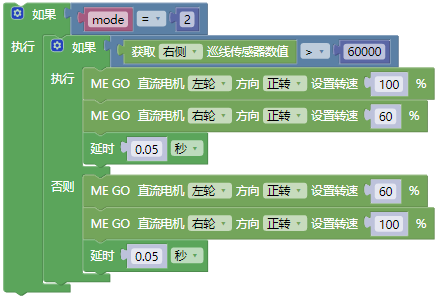 如果 mode = 2
执行 如果 获取 右侧 巡线传感器数值 > 60000
执行 ME GO 直流电机 左轮 方向 正转 设置转速 100 %
ME GO 直流电机 右轮 方向 正转 设置转速 60 %
延时 0.05 秒
否则 ME GO 直流电机 左轮 方向 正转 设置转速 60 %
ME GO 直流电机 右轮 方向 正转 设置转速 100 %
延时 0.05 秒